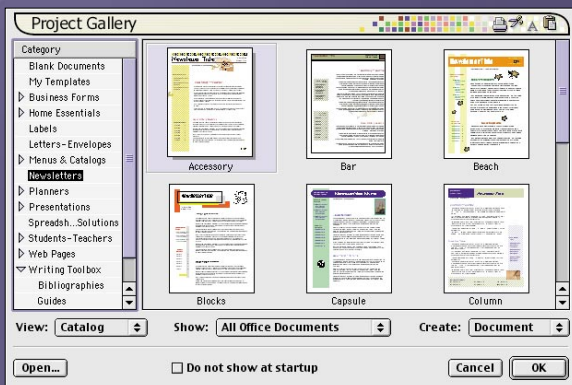 Project Gallery
Category
Blank Documents
My Templates
Business Forms
Home Essentials
Labels
Letters-Envelopes
Menus & Catalogs
Newsletters
Planners
Presentations
Spreadsh...Solutions
Students-Teachers
Web Pages
Writing Toolbox
Bibliographies
Guides
Accessory
Bar
Beach
Blocks
Capsule
Column
View: Catalog Show: All Office Documents Create: Document
Open... Do not show at startup Cancel OK